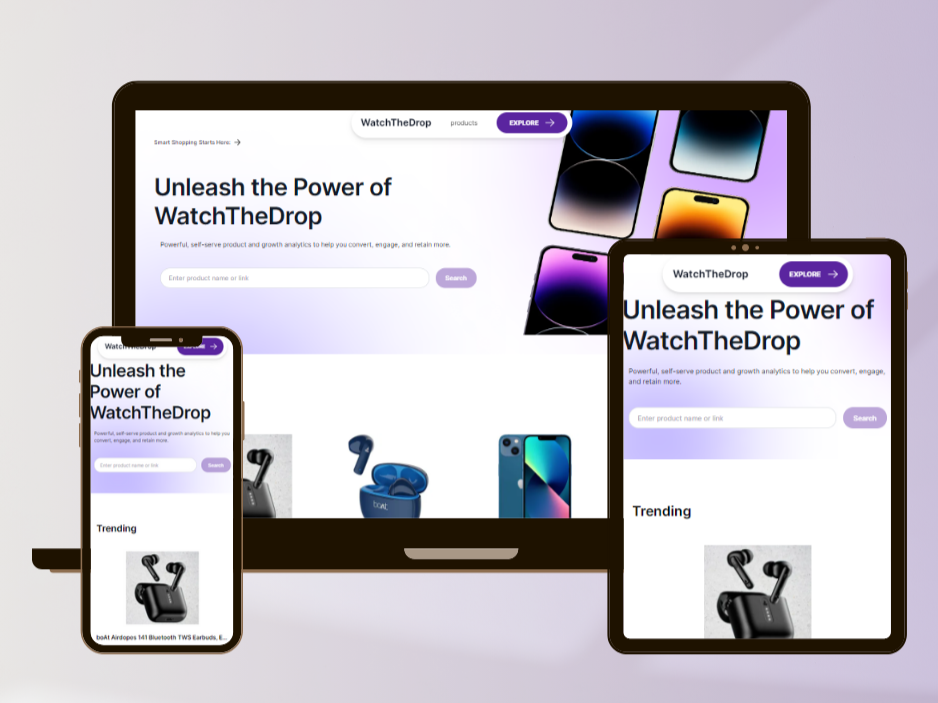 WatchTheDrop products EXPLORE
Smart Shopping Starts Here.
Unleash the Power of
WatchTheDrop
Powerful, self-serve product and growth analytics to help you convert, engage, and retain more.
Enter product name or link Search
boAt
WatchTheDrop EXPLORE
Unleash the Power of
WatchTheDrop
Powerful, self-serve product and growth analytics to help you convert, engage,
and retain more.
Enter product name or link Search
Trending
WatchTheDrop
Unleash the
Power of
WatchTheDrop
Powerful, self-serve product and growth analytics to help you
convert, engage, and retain more.
Enter product name or link Search
Trending
boAt Airdopes 141 Bluetooth TWS Earbuds, E...